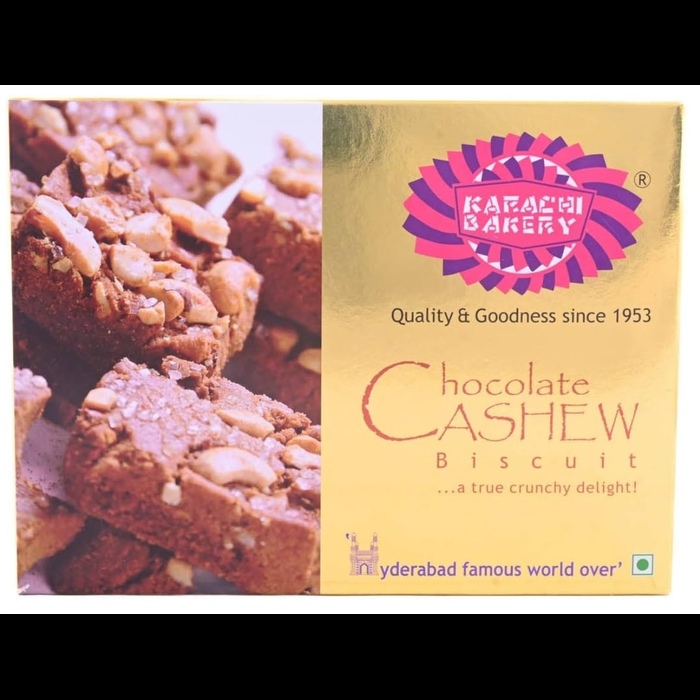 KARACHI
BAKERY
®
Quality & Goodness since 1953
Chocolate
CASHEW
Biscuit
...a true crunchy delight!
'Hyderabad famous world over'